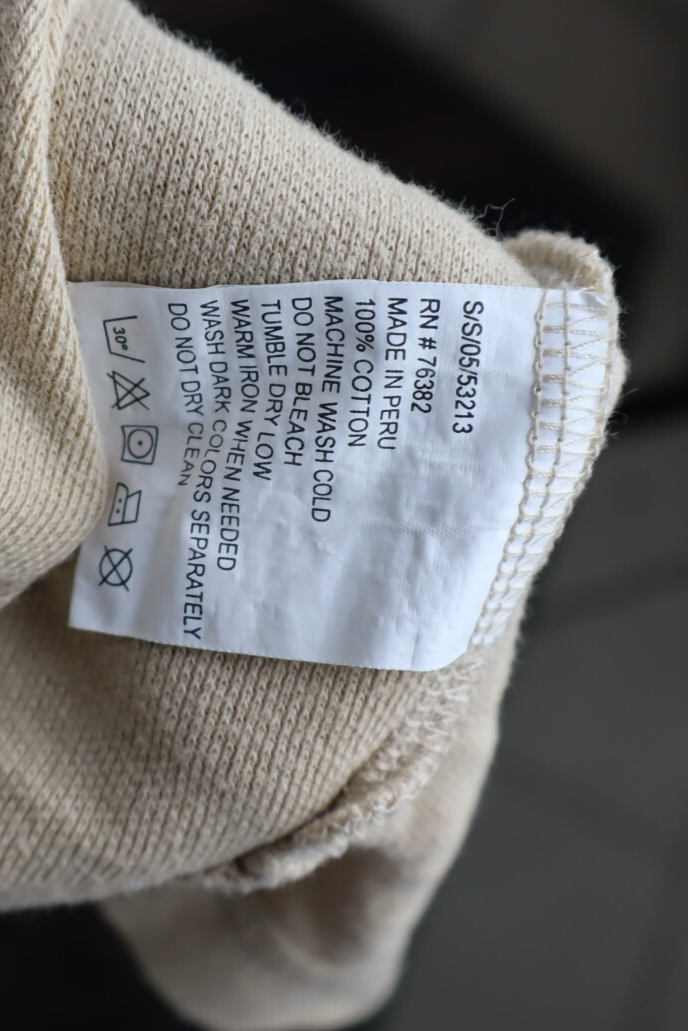 S/S/05/53213
RN # 76382
MADE IN PERU
100% COTTON
MACHINE WASH COLD
DO NOT BLEACH
TUMBLE DRY LOW
WARM IRON WHEN NEEDED
WASH DARK COLORS SEPARATELY
DO NOT DRY CLEAN
30°